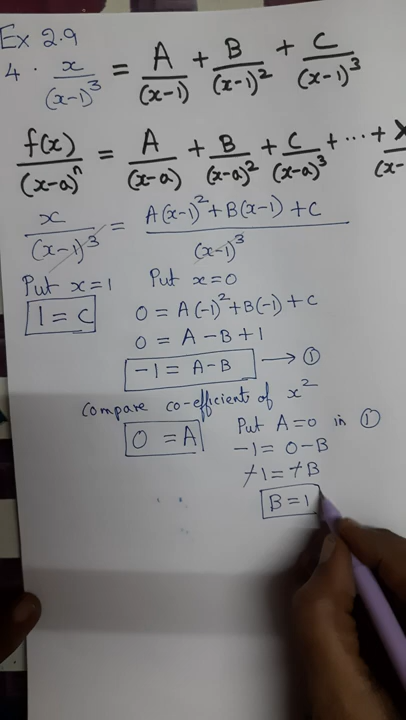 Ex 2.9
4. x/(x-1)³ = A/(x-1) + B/(x-1)² + C/(x-1)³
f(x)/(x-a)ⁿ = A/(x-a) + B/(x-a)² + C/(x-a)³ + ... +
x/(x-1)³ = A(x-1)² + B(x-1) + C/(x-1)³
Put x=1 Put x=0
1 = C 0 = A(-1)² + B(-1) + C
0 = A - B + 1
-1 = A-B → ①
Compare co-efficients of x²
0 = A Put A=0 in ①
-1 = 0-B
-1 = -B
B = 1